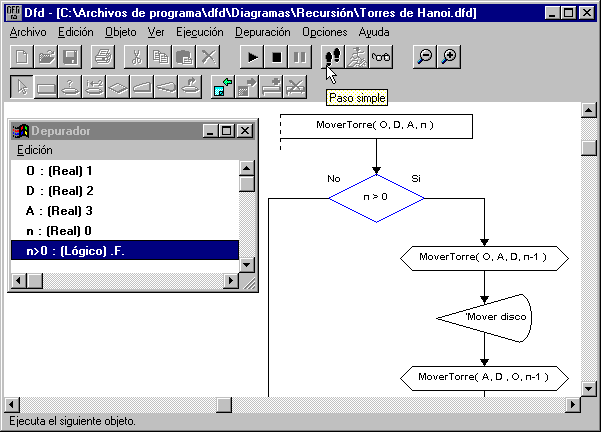 Dfd - [C:\Archivos de programa\dfd\Diagramas\Recursión\Torres de Hanoi.dfd]
Archivo Edición Objeto Ver Ejecución Depuración Opciones Ayuda
Paso simple
Depurador
Edición
O : (Real) 1
D : (Real) 2
A : (Real) 3
n : (Real) 0
n>0 : (Lógico) .F.
MoverTorre( O, D, A, n )
No
Si
n > 0
MoverTorre( O, A, D, n-1 )
'Mover disco
MoverTorre( A, D , O, n-1 )
Ejecuta el siguiente objeto.